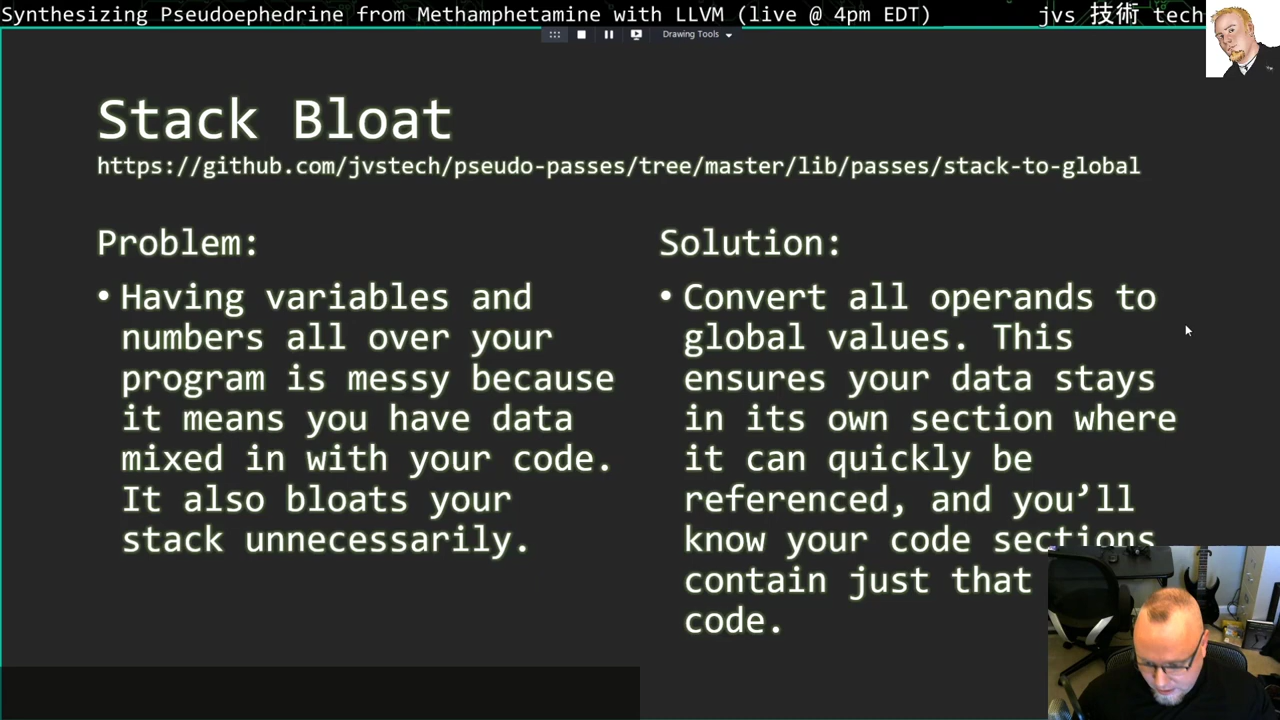 Synthesizing Pseudoephedrine from Methamphetamine with LLVM (live @ 4pm EDT)
jvs 技術 tech
Drawing Tools
Stack Bloat
https://github.com/jvstech/pseudo-passes/tree/master/lib/passes/stack-to-global
Problem:
• Having variables and
numbers all over your
program is messy because
it means you have data
mixed in with your code.
It also bloats your
stack unnecessarily.
Solution:
• Convert all operands to
global values. This
ensures your data stays
in its own section where
it can quickly be
referenced, and you’ll
know your code sections
contain just that
code.